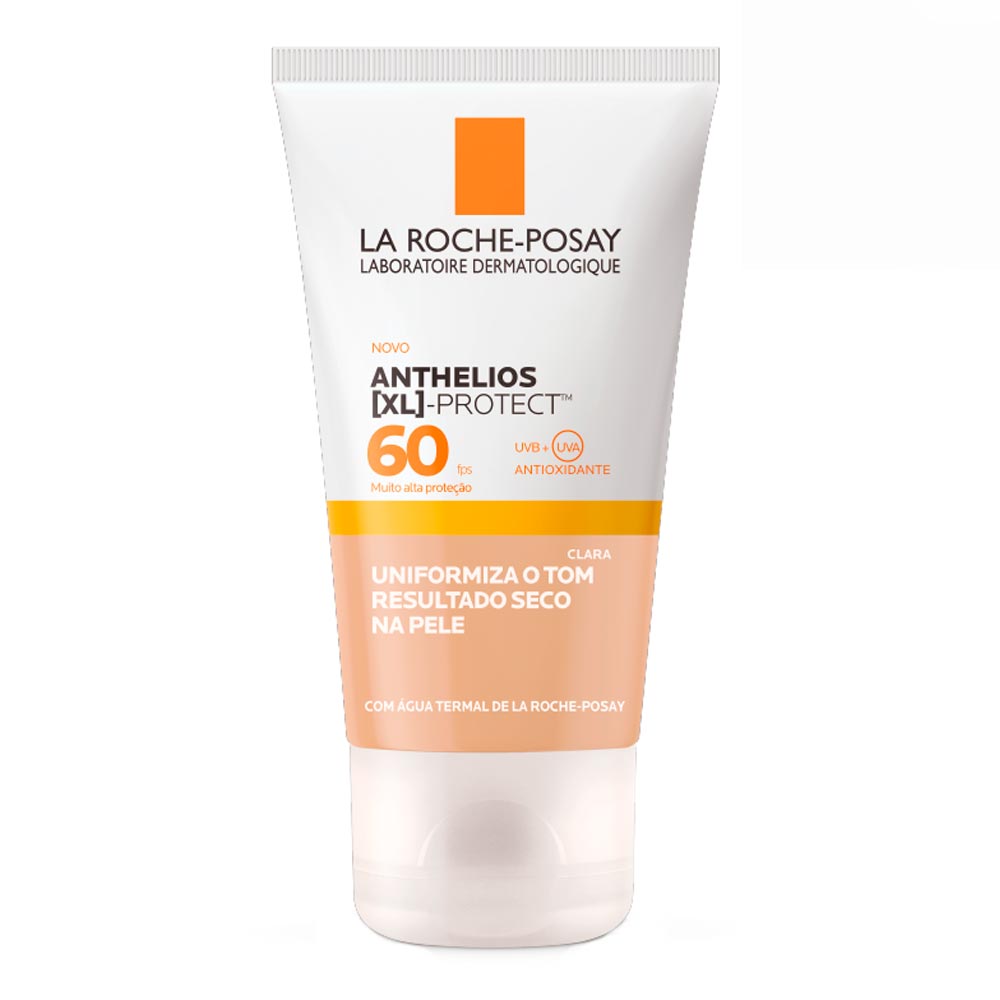 LA ROCHE-POSAY
LABORATOIRE DERMATOLOGIQUE
NOVO
ANTHELIOS
[XL]-PROTECT™
60 fps
Muito alta proteção
UVB + UVA
ANTIOXIDANTE
CLARA
UNIFORMIZA O TOM
RESULTADO SECO
NA PELE
COM ÁGUA TERMAL DE LA ROCHE-POSAY